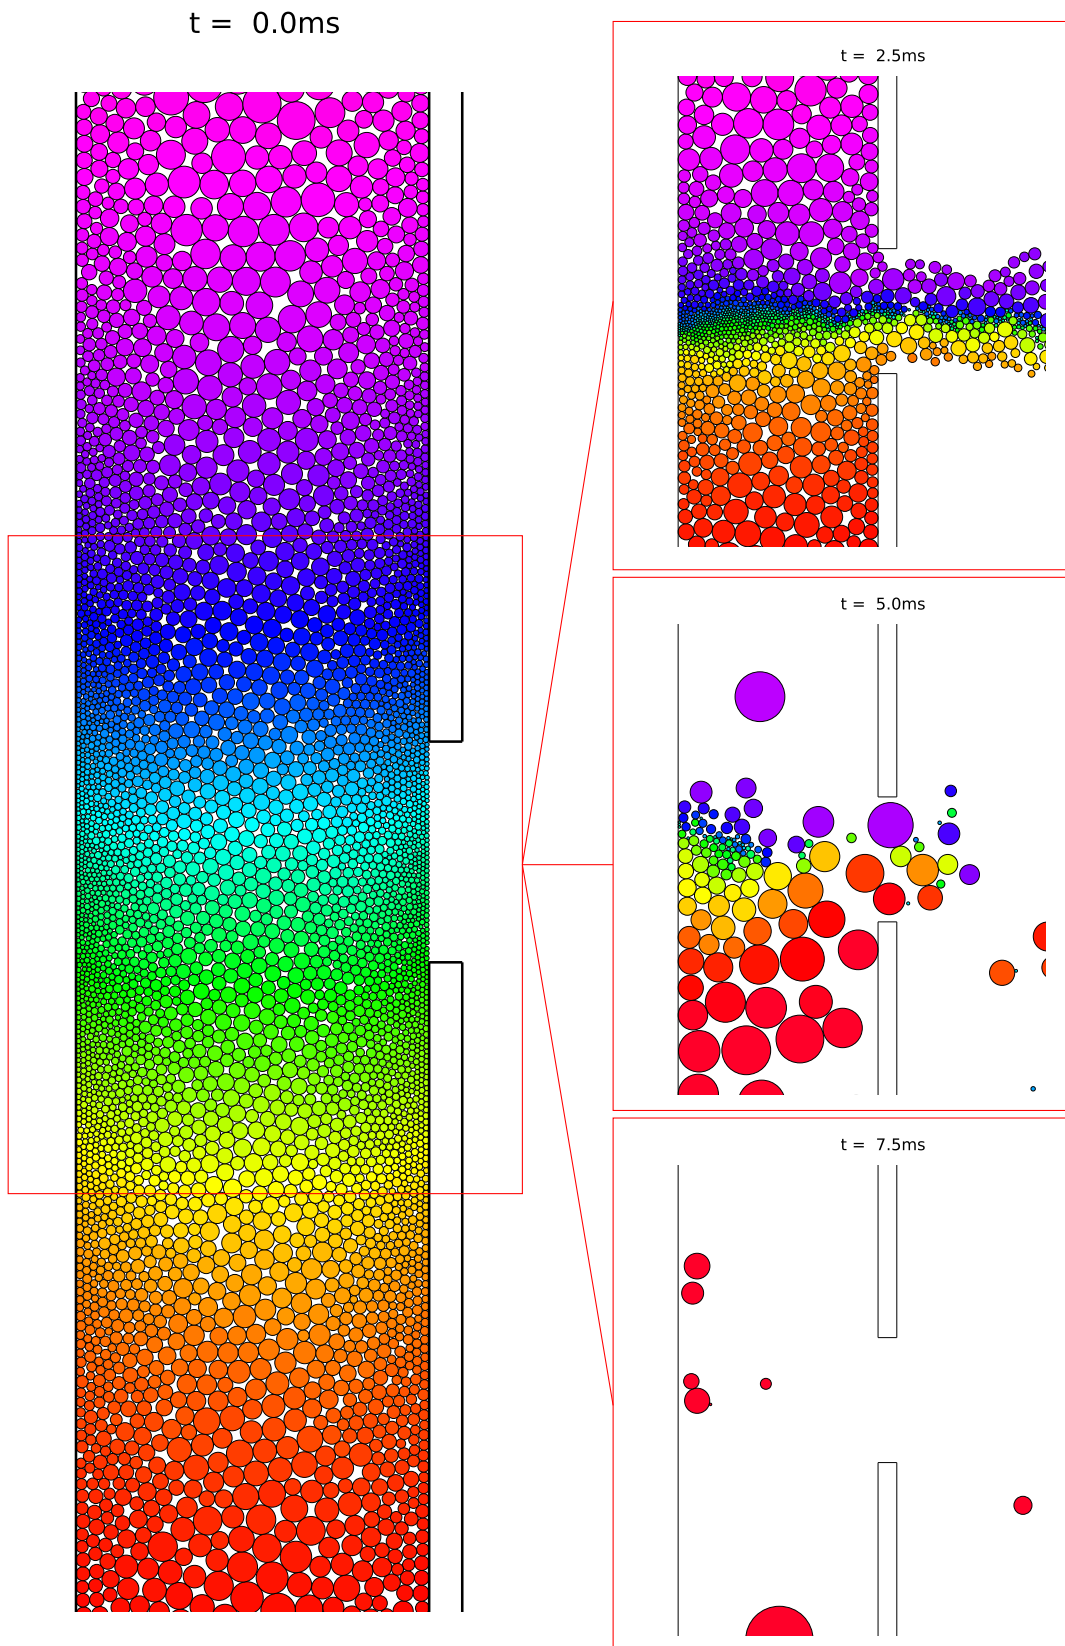 t =  0.0ms
t =  2.5ms
t =  5.0ms
t =  7.5ms